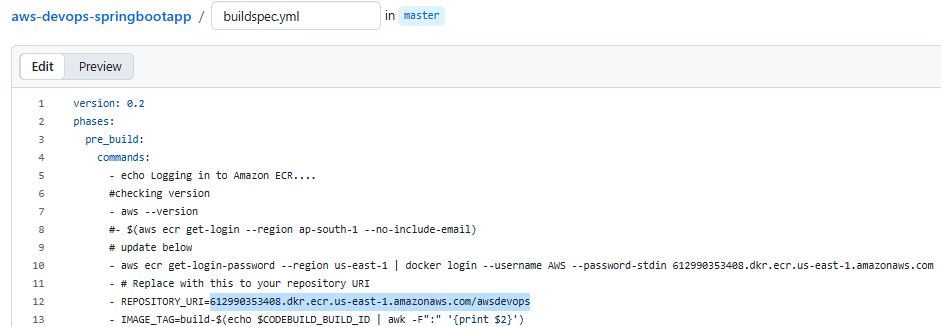 aws-devops-springbootapp / buildspec.yml in master
Edit Preview
1 version: 0.2
2 phases:
3 pre_build:
4 commands:
5 - echo Logging in to Amazon ECR....
6 #checking version
7 - aws --version
8 #- $(aws ecr get-login --region ap-south-1 --no-include-email)
9 # update below
10 - aws ecr get-login-password --region us-east-1 | docker login --username AWS --password-stdin 612990353408.dkr.ecr.us-east-1.amazonaws.com
11 - # Replace with this to your repository URI
12 - REPOSITORY_URI=612990353408.dkr.ecr.us-east-1.amazonaws.com/awsdevops
13 - IMAGE_TAG=build-$(echo $CODEBUILD_BUILD_ID | awk -F":" '{print $2}')